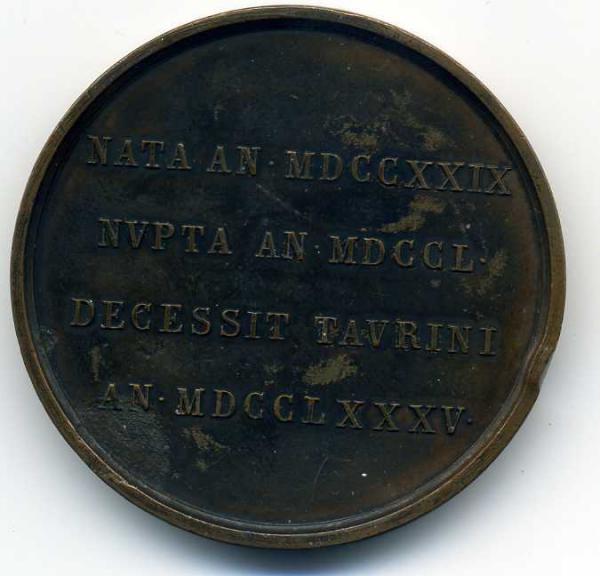 NATA AN· MDCCXXIX
NVPTA AN· MDCCL·
DECESSIT TAVRINI
AN· MDCCLXXXV·